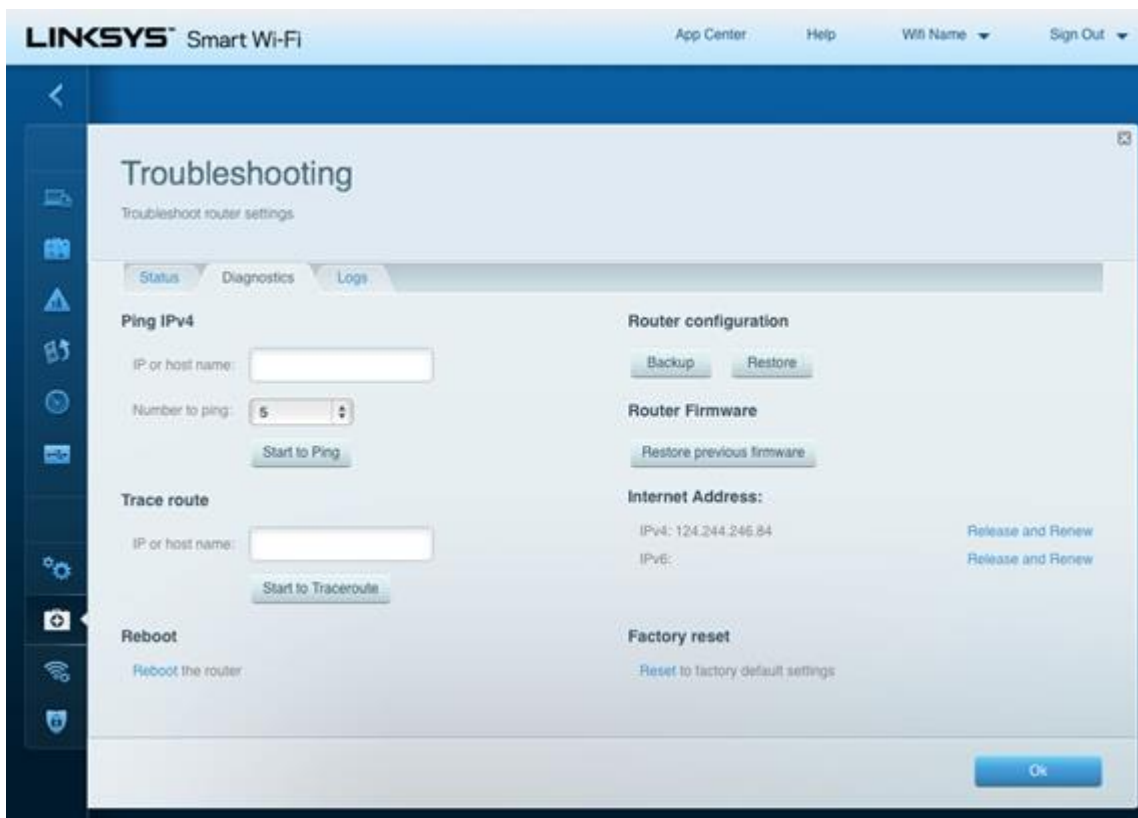 LINKSYS™ Smart Wi-Fi
App Center Help Wifi Name Sign Out
Troubleshooting
Troubleshoot router settings
Status Diagnostics Logs
Ping IPv4
IP or host name:
Number to ping: 5
Start to Ping
Trace route
IP or host name:
Start to Traceroute
Reboot
Reboot the router
Router configuration
Backup Restore
Router Firmware
Restore previous firmware
Internet Address:
IPv4: 124.244.246.84 Release and Renew
IPv6: Release and Renew
Factory reset
Reset to factory default settings
Ok